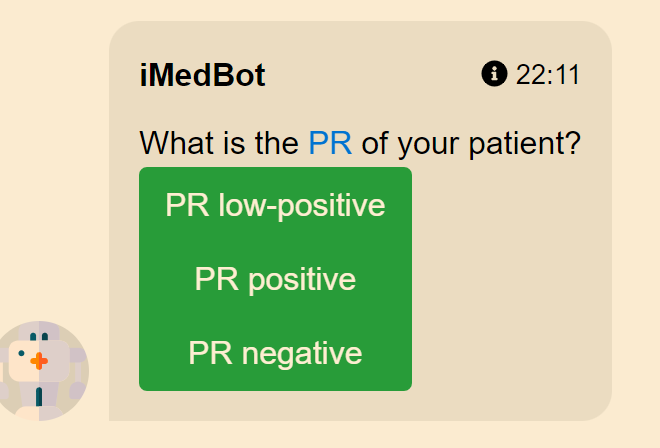 iMedBot 22:11
What is the PR of your patient?
PR low-positive
PR positive
PR negative